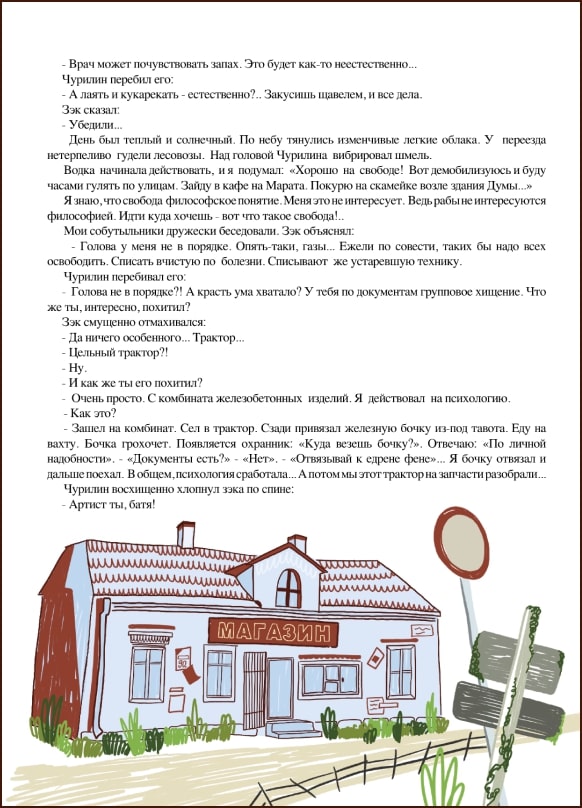 - Врач может почувствовать запах. Это будет как-то неестественно...
Чурилин перебил его:
- А лаять и кукарекать - естественно?.. Закусишь щавелем, и все дела.
Зэк сказал:
- Убедили...
День был теплый и солнечный. По небу тянулись изменчивые легкие облака. У переезда
нетерпеливо гудели лесовозы. Над головой Чурилина вибрировал шмель.
Водка начинала действовать, и я подумал: «Хорошо на свободе! Вот демобилизуюсь и буду
часами гулять по улицам. Зайду в кафе на Марата. Покурю на скамейке возле здания Думы...»
Я знаю, что свобода философское понятие. Меня это не интересует. Ведь рабы не интересуются
философией. Идти куда хочешь - вот что такое свобода!..
Мои собутыльники дружески беседовали. Зэк объяснял:
- Голова у меня не в порядке. Опять-таки, газы... Ежели по совести, таких бы надо всех
освободить. Списать вчистую по болезни. Списывают же устаревшую технику.
Чурилин перебивал его:
- Голова не в порядке?! А красть ума хватало? У тебя по документам групповое хищение. Что
же ты, интересно, похитил?
Зэк смущенно отмахивался:
- Да ничего особенного... Трактор...
- Цельный трактор?!
- Ну.
- И как же ты его похитил?
- Очень просто. С комбината железобетонных изделий. Я действовал на психологию.
- Как это?
- Зашел на комбинат. Сел в трактор. Сзади привязал железную бочку из-под тавота. Еду на
вахту. Бочка грохочет. Появляется охранник: «Куда везешь бочку?». Отвечаю: «По личной
надобности». - «Документы есть?» - «Нет». - «Отвязывай к едрене фене»... Я бочку отвязал и
дальше поехал. В общем, психология сработала... А потом мы этот трактор на запчасти разобрали...
Чурилин восхищенно хлопнул зэка по спине:
- Артист ты, батя!
МАГАЗИН